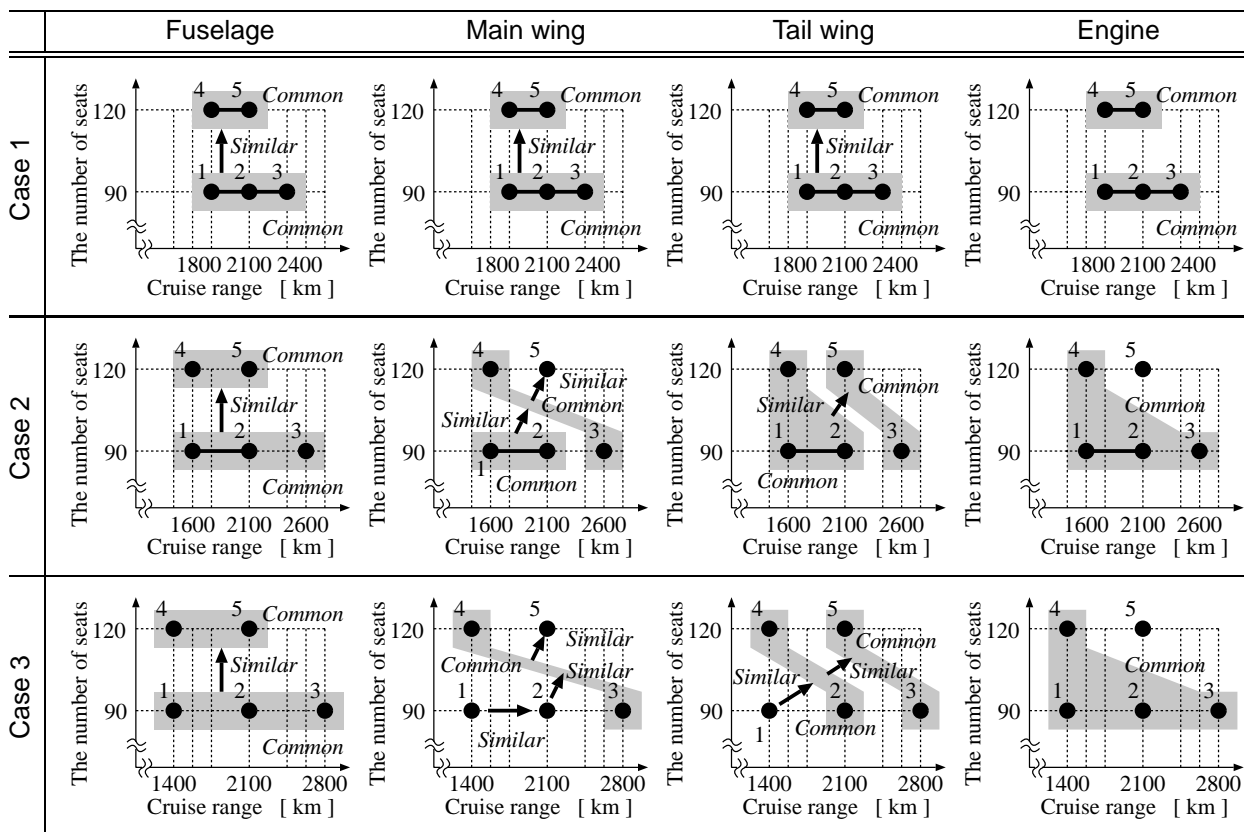 Fuselage Main wing Tail wing Engine
Case 1
The number of seats
120
90
4 5 Common
Similar
1 2 3
Common
1800 2100 2400
Cruise range [ km ]
The number of seats
120
90
4 5 Common
Similar
1 2 3
Common
1800 2100 2400
Cruise range [ km ]
The number of seats
120
90
4 5 Common
Similar
1 2 3
Common
1800 2100 2400
Cruise range [ km ]
The number of seats
120
90
4 5 Common
1 2 3
Common
1800 2100 2400
Cruise range [ km ]
Case 2
The number of seats
120
90
4 5 Common
Similar
1 2 3
Common
1600 2100 2600
Cruise range [ km ]
The number of seats
120
90
4 5
Similar
Common
Similar
2 3
1
Common
1600 2100 2600
Cruise range [ km ]
The number of seats
120
90
4 5
Common
Similar
1 2 3
Common
1600 2100 2600
Cruise range [ km ]
The number of seats
120
90
4 5
Common
1 2 3
1600 2100 2600
Cruise range [ km ]
Case 3
The number of seats
120
90
4 5 Common
Similar
1 2 3
Common
1400 2100 2800
Cruise range [ km ]
The number of seats
120
90
4 5
Similar
Common Similar
1 2 3
Similar
1400 2100 2800
Cruise range [ km ]
The number of seats
120
90
4 5
Common
Similar Similar
2 3
1 Common
1400 2100 2800
Cruise range [ km ]
The number of seats
120
90
4 5
Common
1 2 3
1400 2100 2800
Cruise range [ km ]